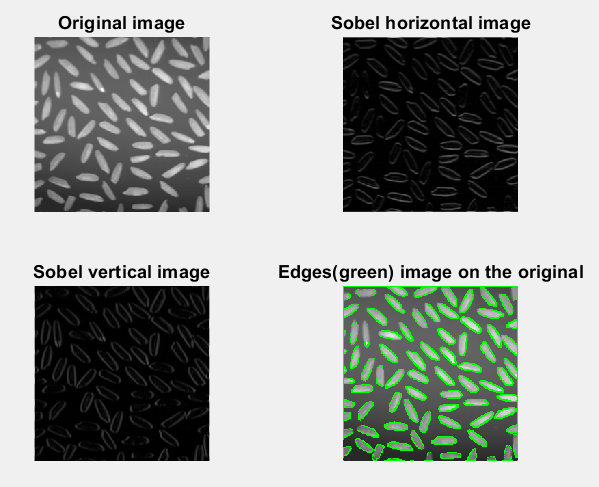 Original image
Sobel horizontal image
Sobel vertical image
Edges(green) image on the original